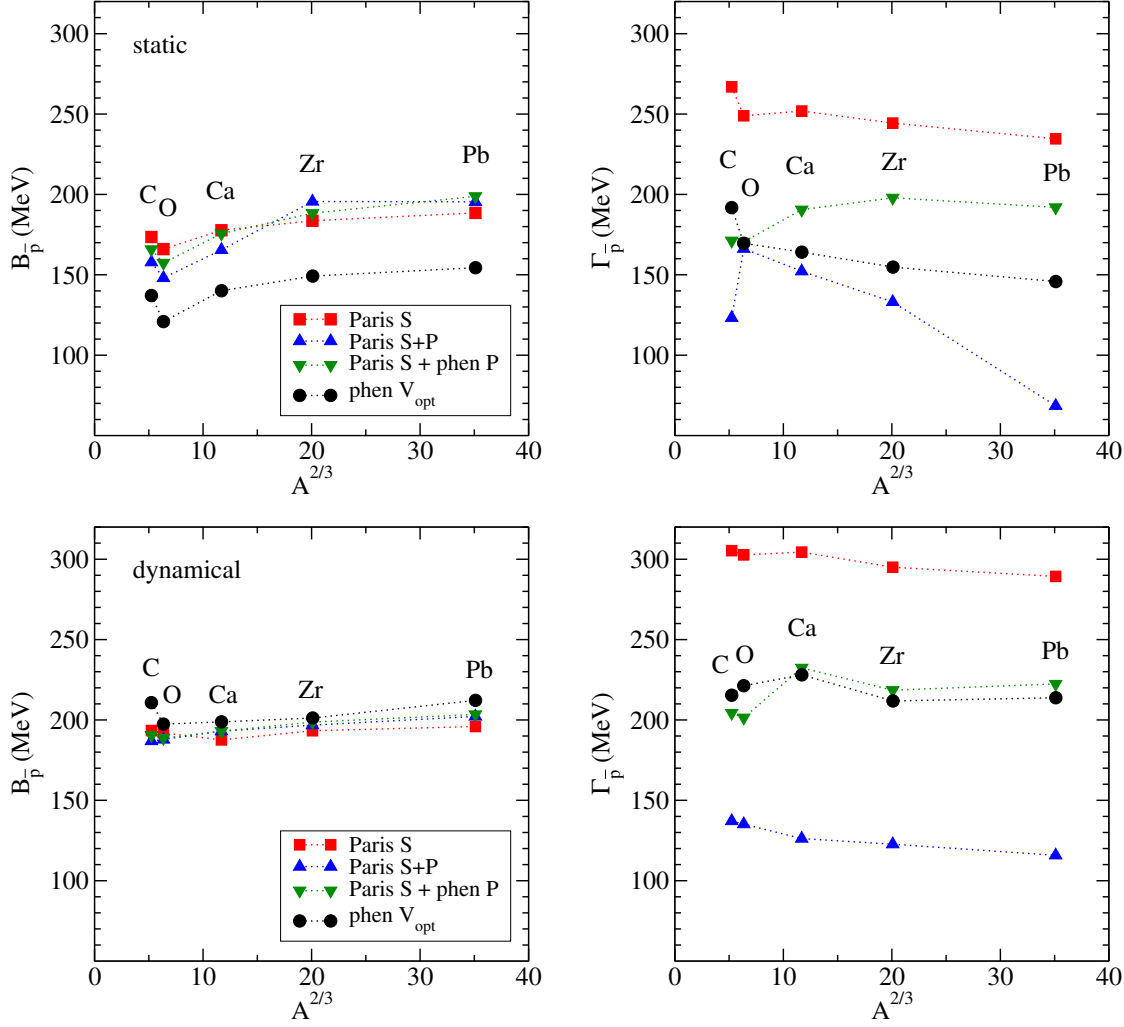 static
B_p̄ (MeV)
300
250
200
150
100
C
O
Ca
Zr
Pb
Paris S
Paris S+P
Paris S + phen P
phen V_opt
0 10 20 30 40
A^2/3
Γ_p̄ (MeV)
300
250
200
150
100
C
O
Ca
Zr
Pb
0 10 20 30 40
A^2/3
dynamical
B_p̄ (MeV)
300
250
200
150
100
C
O
Ca
Zr
Pb
Paris S
Paris S+P
Paris S + phen P
phen V_opt
0 10 20 30 40
A^2/3
Γ_p̄ (MeV)
300
250
200
150
100
C
O
Ca
Zr
Pb
0 10 20 30 40
A^2/3